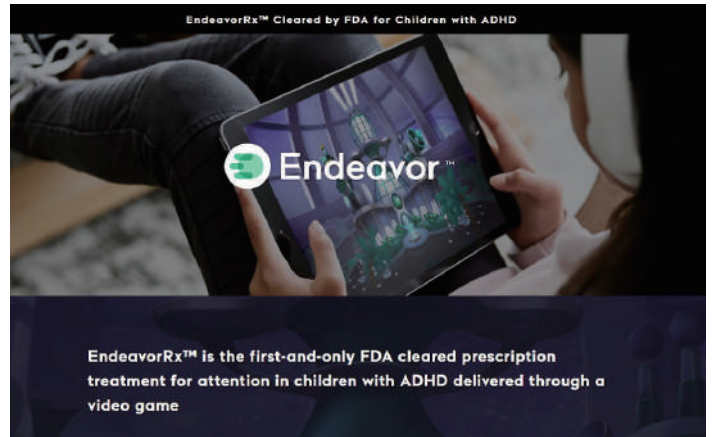 EndeavorRx™ Cleared by FDA for Children with ADHD
Endeavor™
EndeavorRx™ is the first-and-only FDA cleared prescription
treatment for attention in children with ADHD delivered through a
video game